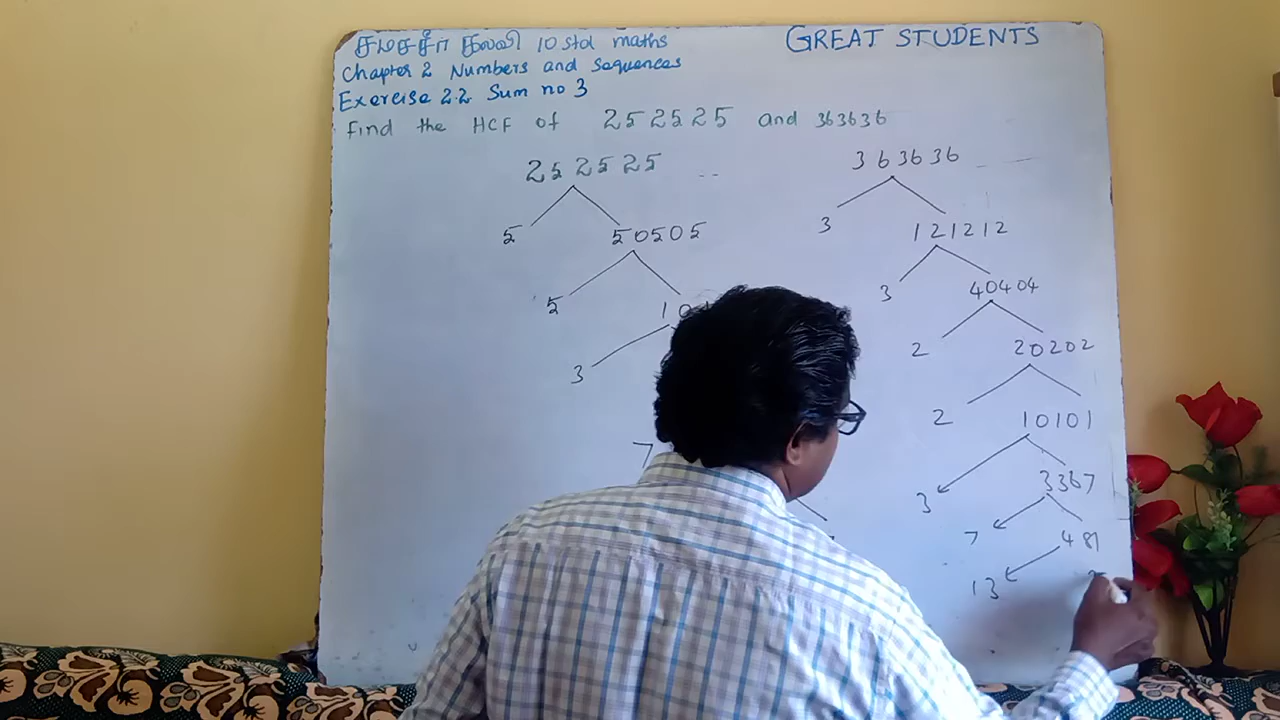 சமச்சீர் கல்வி 10 std maths
GREAT STUDENTS
Chapter 2 Numbers and Sequences
Exercise 2.2 Sum no 3
Find the HCF of 252525 and 363636
252525
363636
5 50505
3 121212
5
3 40404
3
2 20202
2 10101
7
3 3367
7 481
13